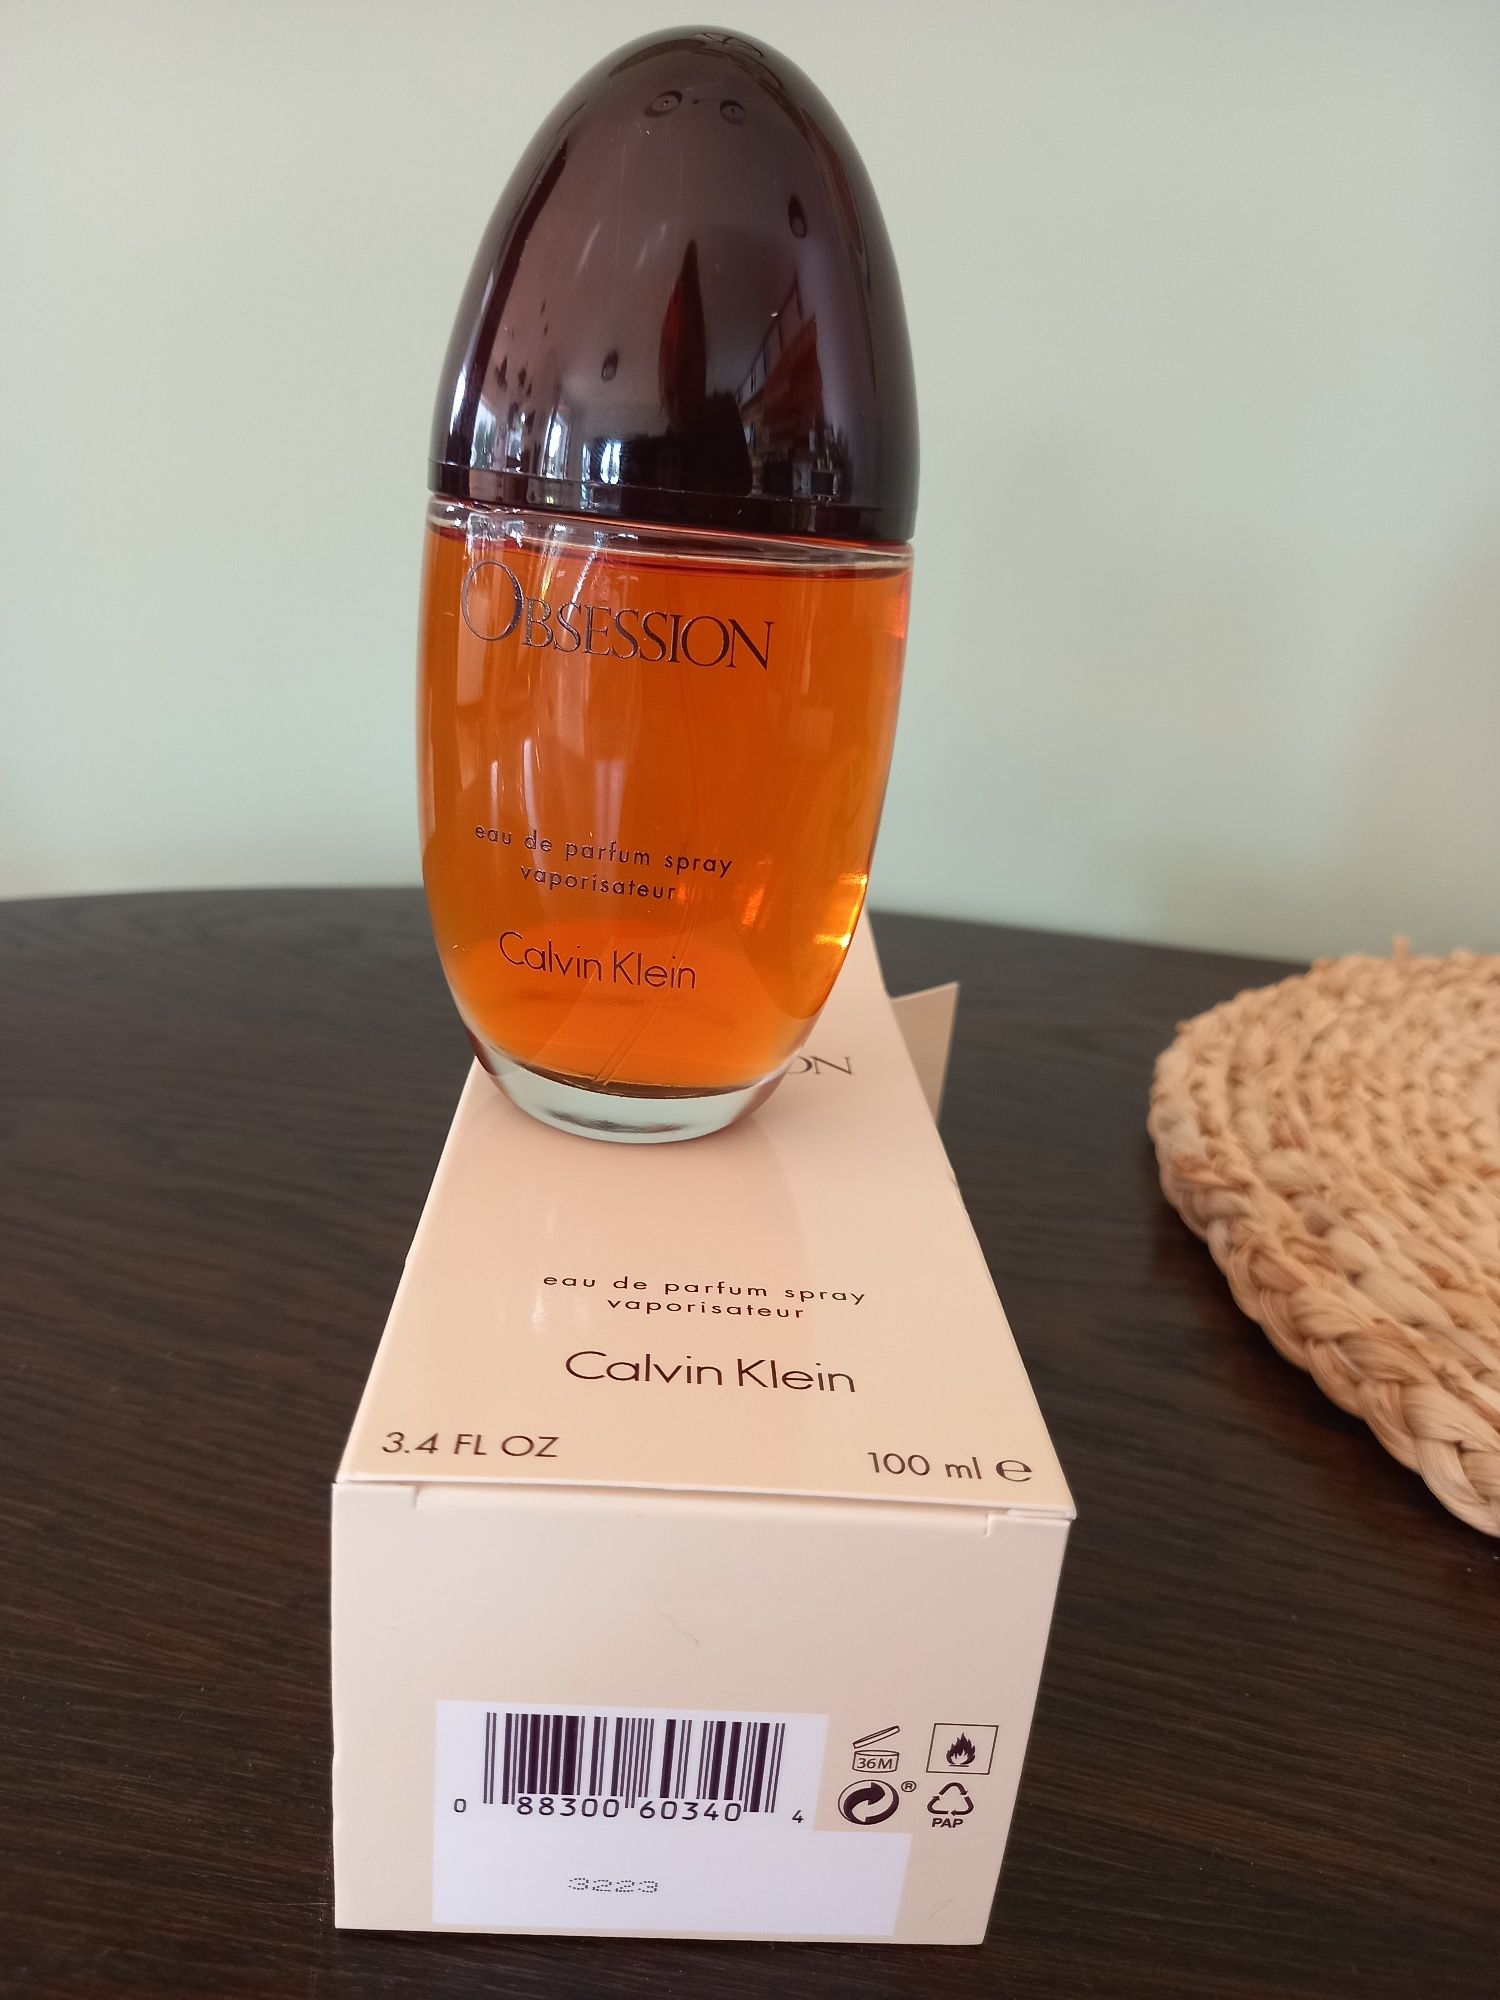 OBSESSION
eau de parfum spray
vaporisateur
Calvin Klein
ON
eau de parfum spray
vaporisateur
Calvin Klein
3.4 FL OZ
100 ml ℮
36M
®
0 88300 60340 4
PAP
3223